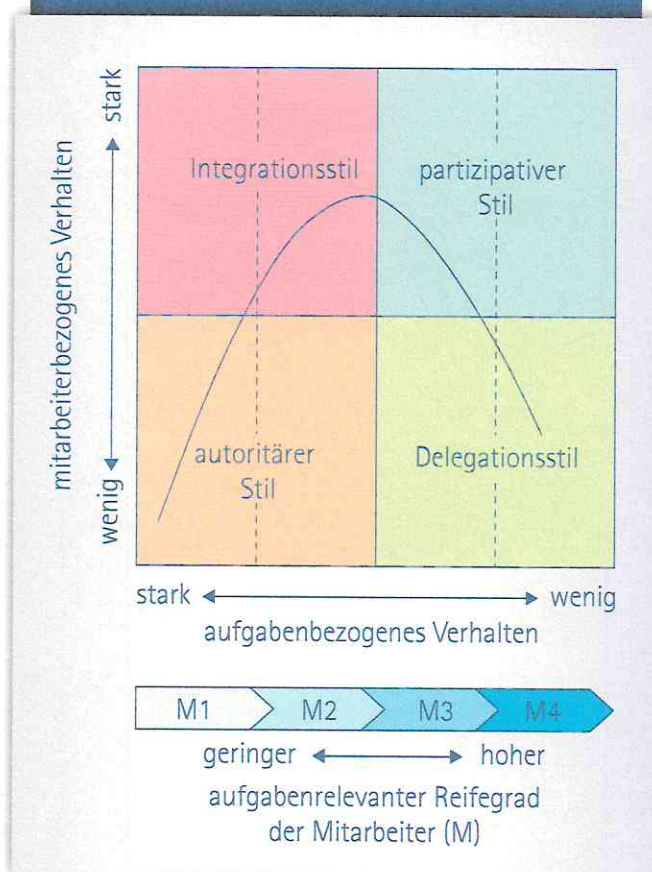 stark
mitarbeiterbezogenes Verhalten
wenig
Integrationsstil
partizipativer
Stil
autoritärer
Stil
Delegationsstil
stark
wenig
aufgabenbezogenes Verhalten
M1
M2
M3
M4
geringer
hoher
aufgabenrelevanter Reifegrad
der Mitarbeiter (M)